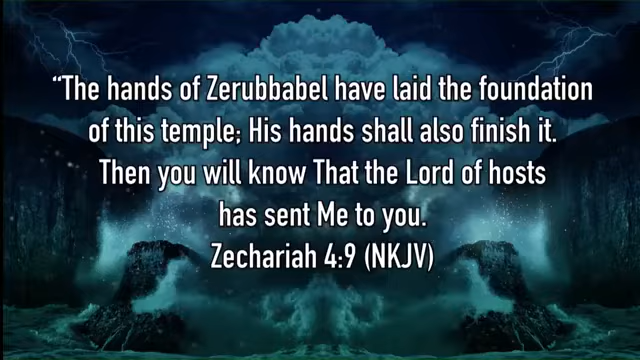 “The hands of Zerubbabel have laid the foundation
of this temple; His hands shall also finish it.
Then you will know That the Lord of hosts
has sent Me to you.
Zechariah 4:9 (NKJV)